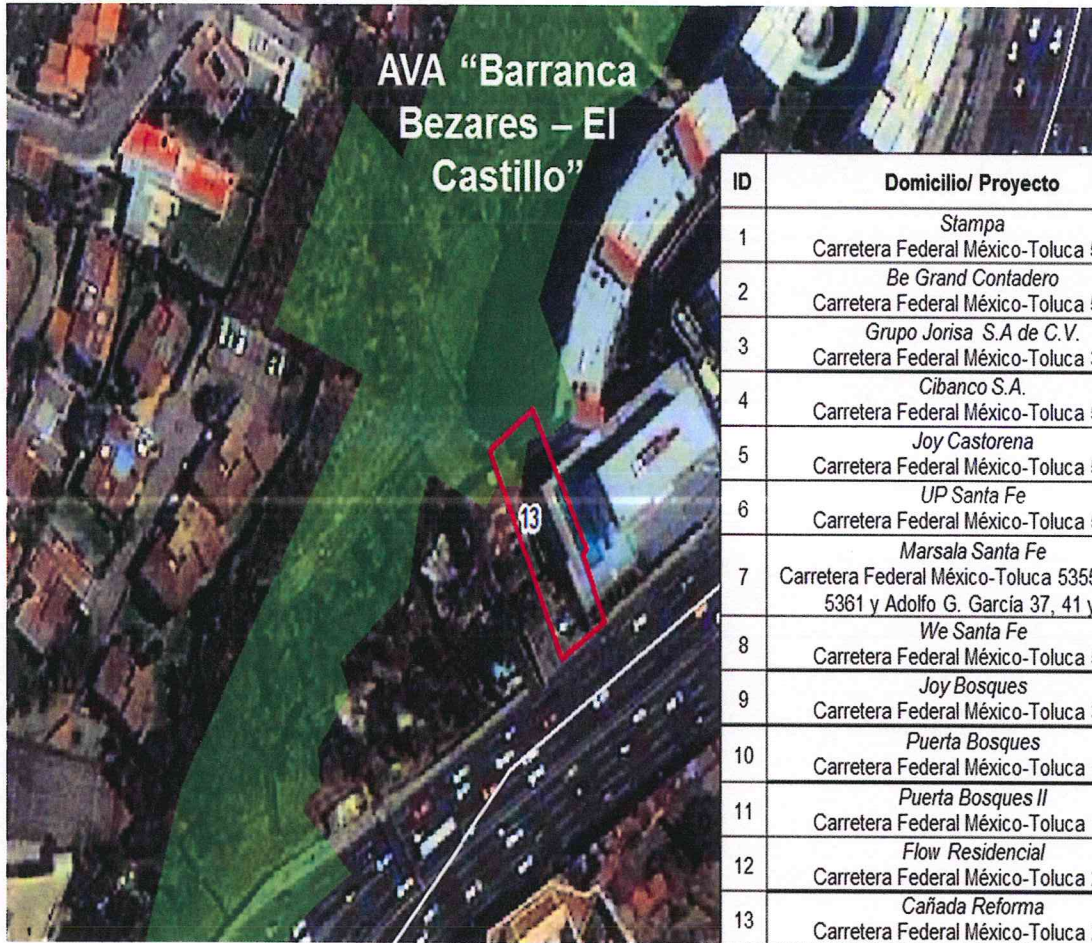 AVA “Barranca
Bezares – El
Castillo”
13
ID Domicilio/ Proyecto
1 Stampa
Carretera Federal México-Toluca
2 Be Grand Contadero
Carretera Federal México-Toluca
3 Grupo Jorisa S.A de C.V.
Carretera Federal México-Toluca
4 Cibanco S.A.
Carretera Federal México-Toluca
5 Joy Castorena
Carretera Federal México-Toluca
6 UP Santa Fe
Carretera Federal México-Toluca
7 Marsala Santa Fe
Carretera Federal México-Toluca 5355
5361 y Adolfo G. García 37, 41 y
8 We Santa Fe
Carretera Federal México-Toluca
9 Joy Bosques
Carretera Federal México-Toluca
10 Puerta Bosques
Carretera Federal México-Toluca
11 Puerta Bosques II
Carretera Federal México-Toluca
12 Flow Residencial
Carretera Federal México-Toluca
13 Cañada Reforma
Carretera Federal México-Toluca